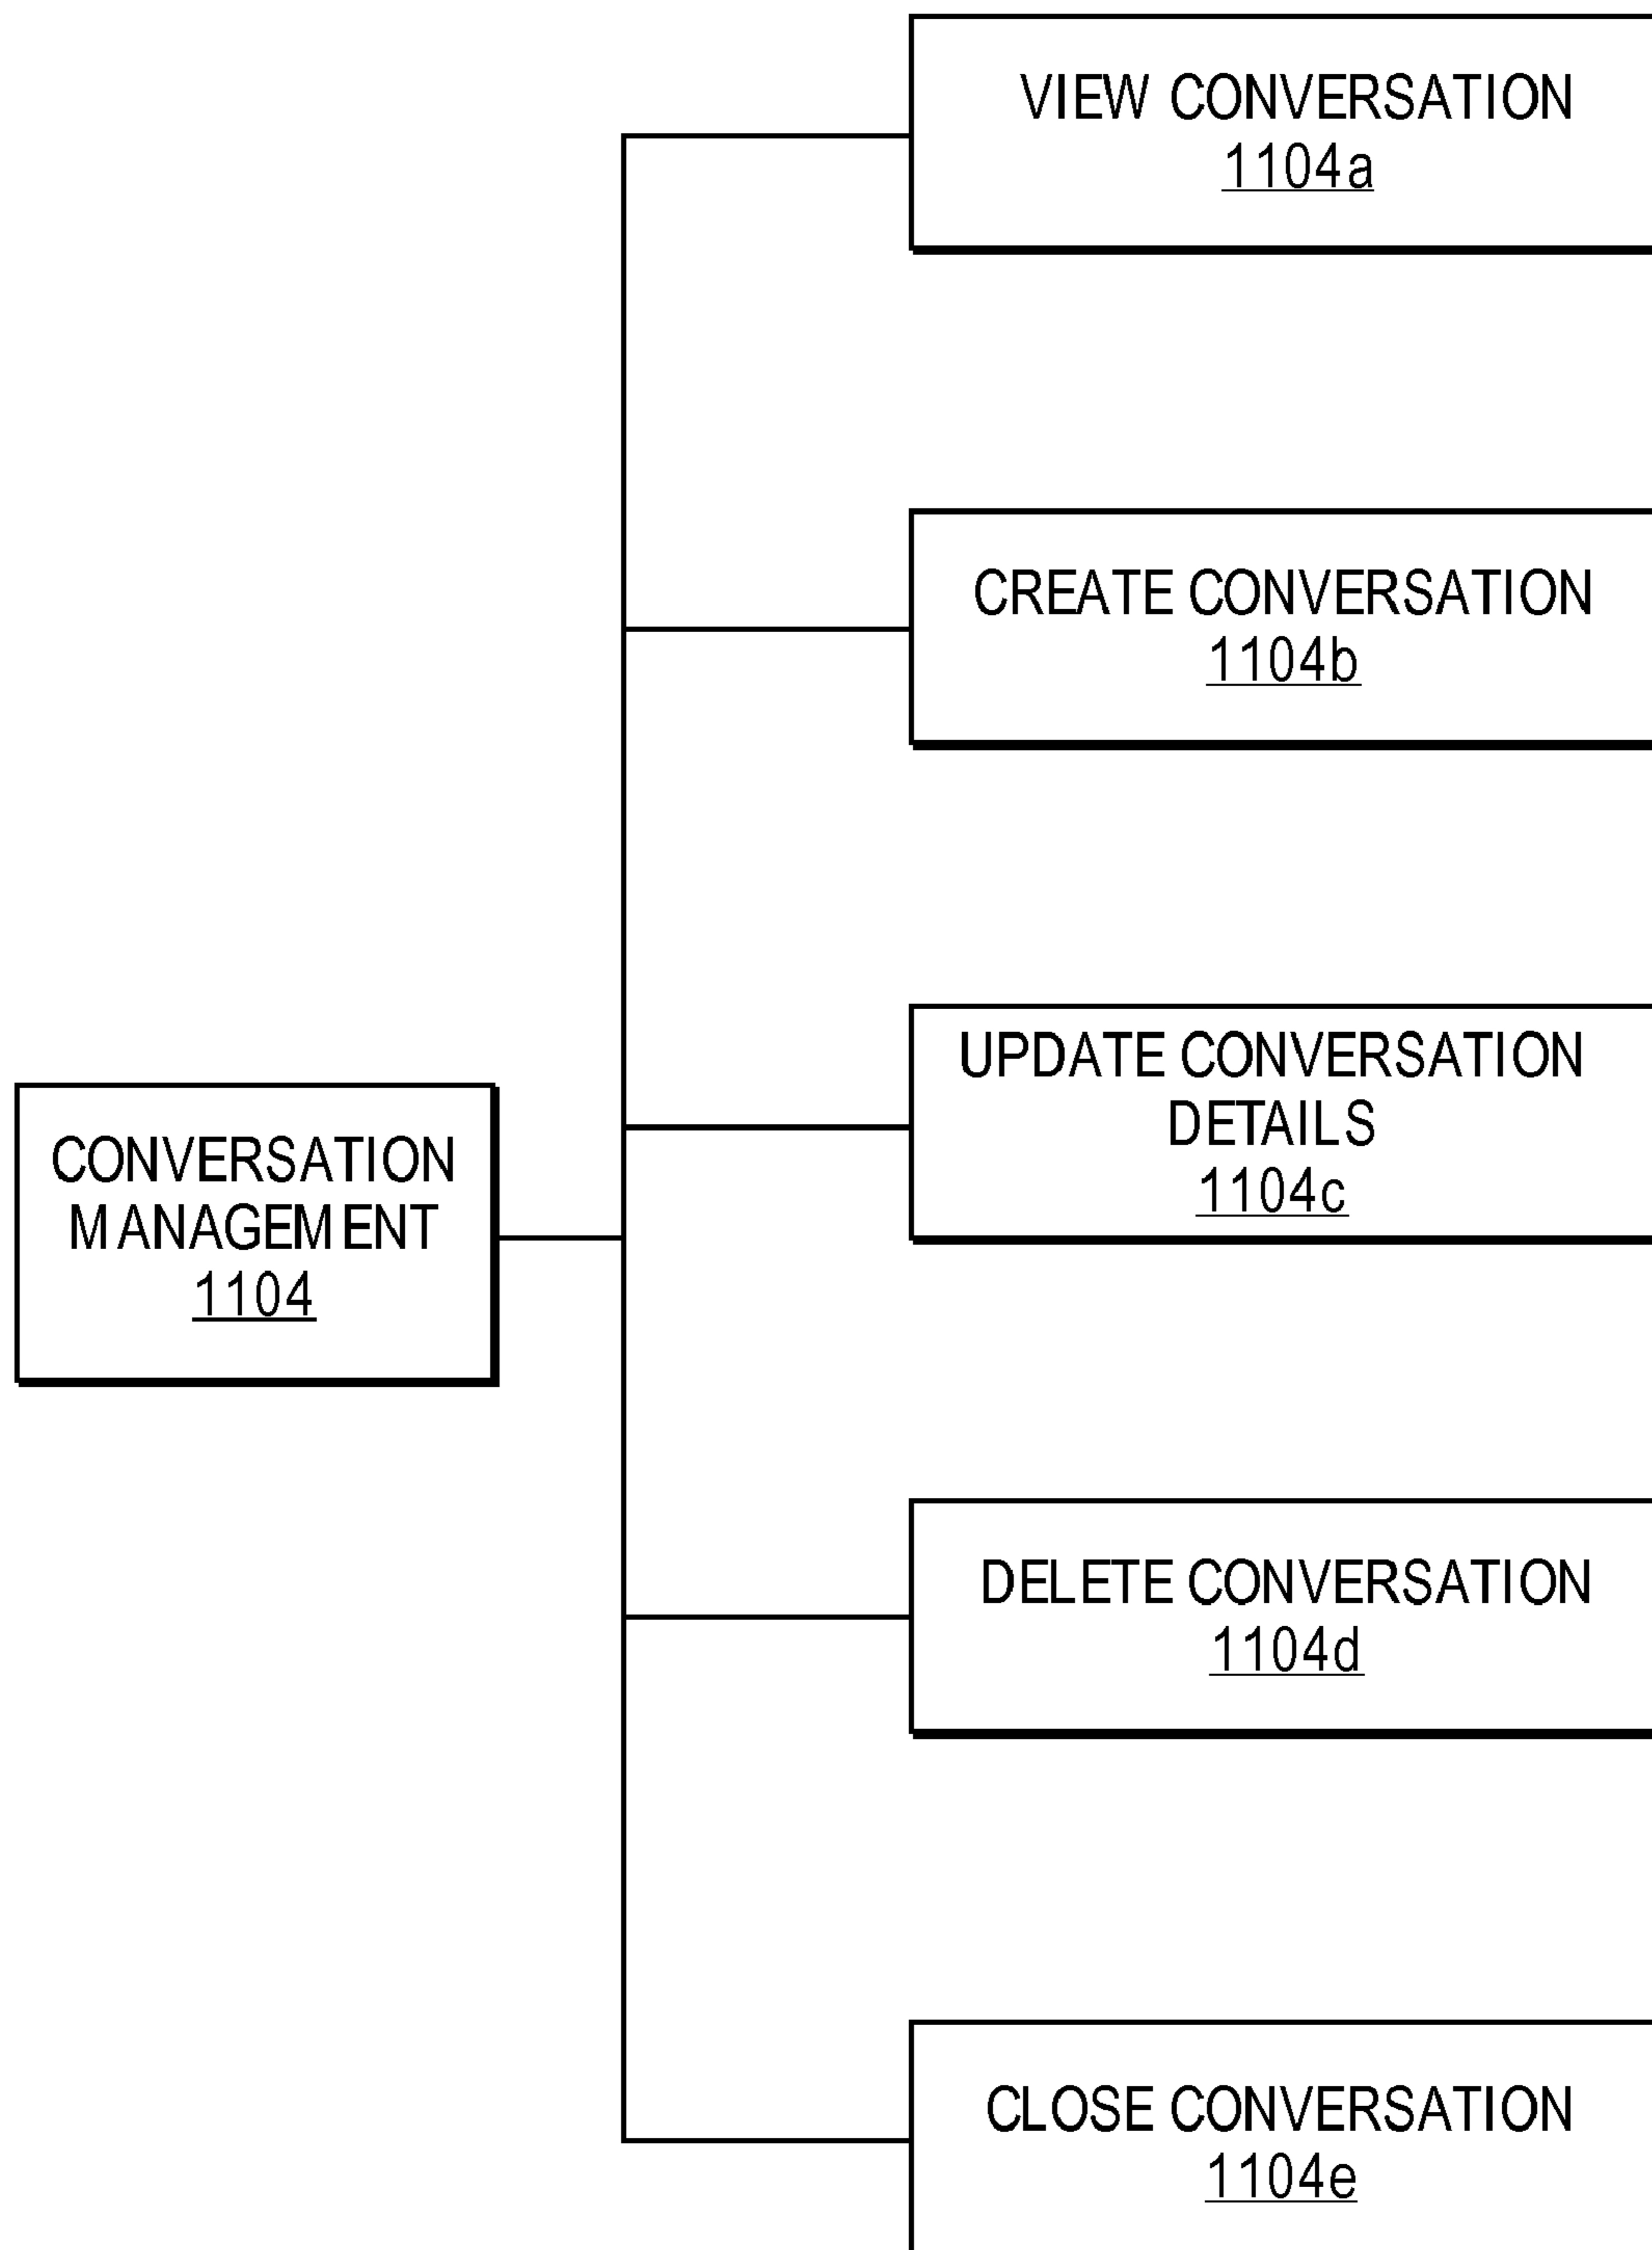 VIEW CONVERSATION
1104a
CREATE CONVERSATION
1104b
UPDATE CONVERSATION
DETAILS
1104c
CONVERSATION
MANAGEMENT
1104
DELETE CONVERSATION
1104d
CLOSE CONVERSATION
1104e